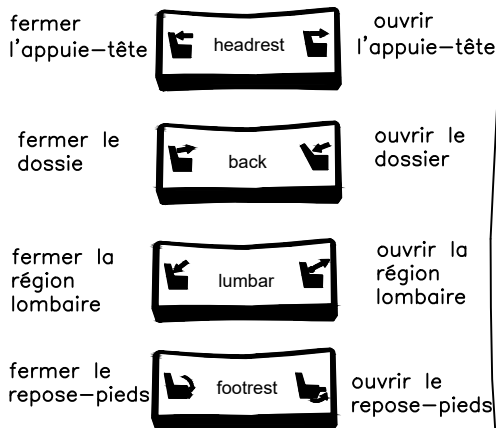 fermer
l'appuie-tête
headrest
ouvrir
l'appuie-tête
fermer le
dossie
back
ouvrir le
dossier
fermer la
région
lombaire
lumbar
ouvrir la
région
lombaire
fermer le
repose-pieds
footrest
ouvrir le
repose-pieds